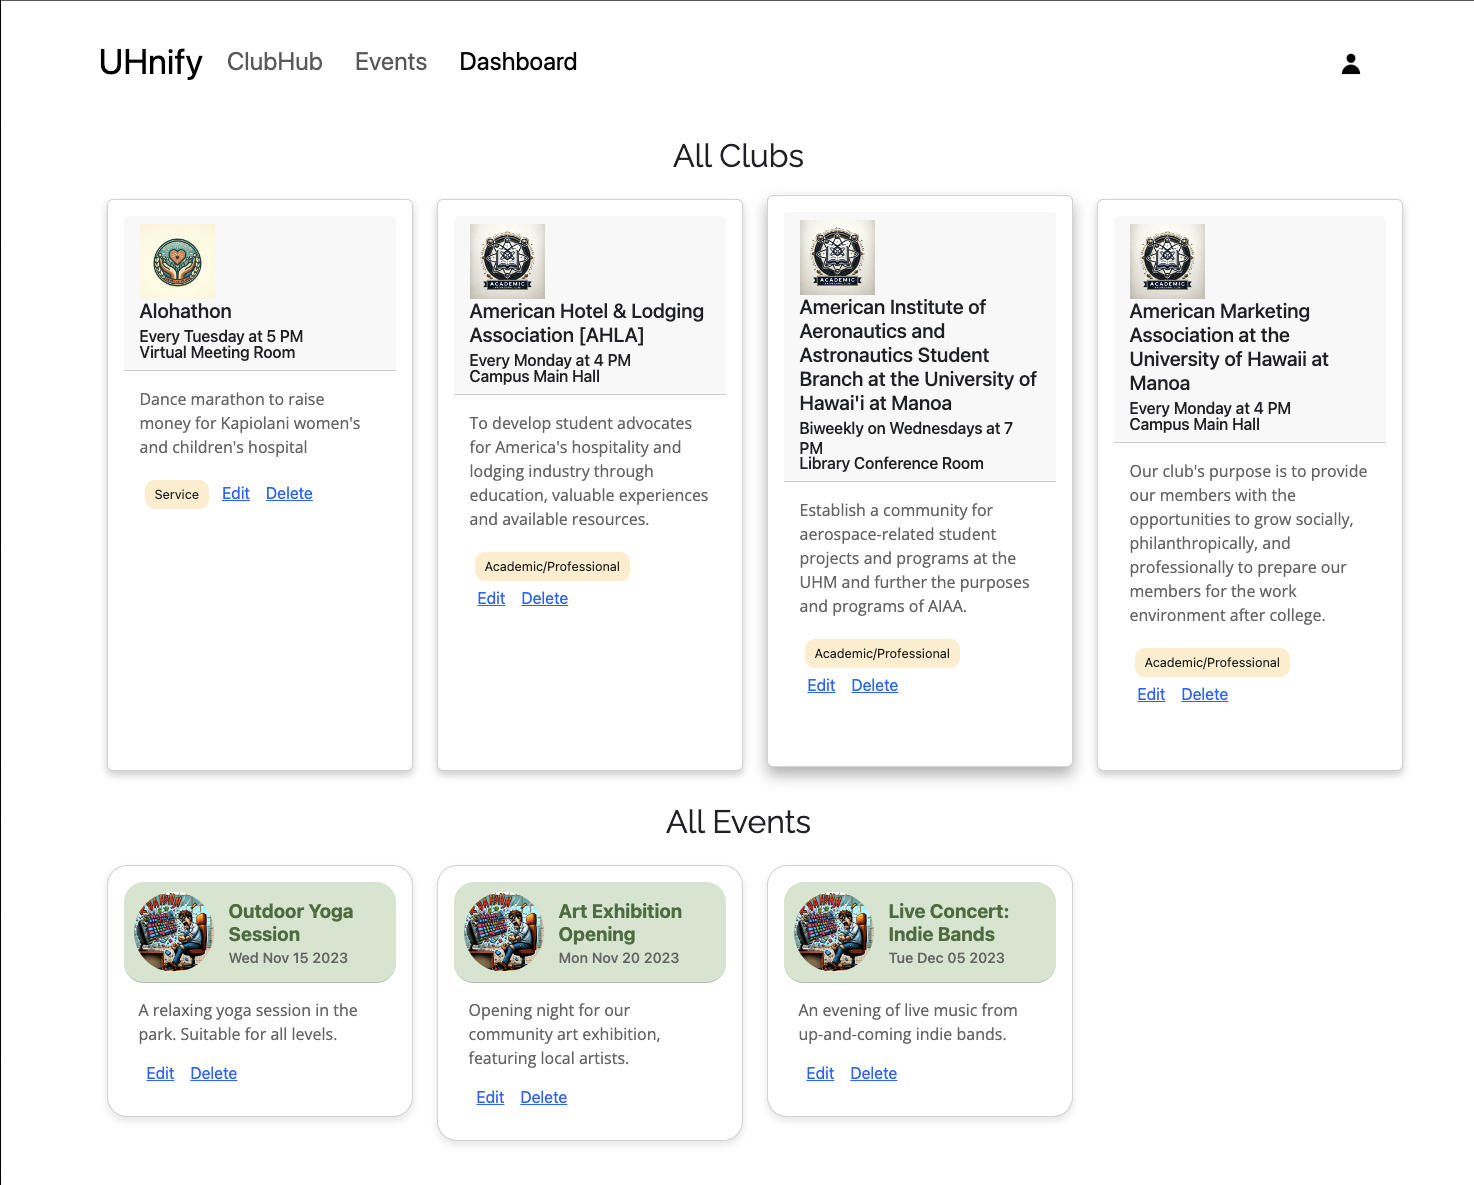 UHnify ClubHub Events Dashboard
All Clubs
Alohathon
Every Tuesday at 5 PM
Virtual Meeting Room
Dance marathon to raise
money for Kapiolani women's
and children's hospital
Service Edit Delete
ACADEMIC
American Hotel & Lodging
Association [AHLA]
Every Monday at 4 PM
Campus Main Hall
To develop student advocates
for America's hospitality and
lodging industry through
education, valuable experiences
and available resources.
Academic/Professional
Edit Delete
ACADEMIC
American Institute of
Aeronautics and
Astronautics Student
Branch at the University of
Hawai'i at Manoa
Biweekly on Wednesdays at 7
PM
Library Conference Room
Establish a community for
aerospace-related student
projects and programs at the
UHM and further the purposes
and programs of AIAA.
Academic/Professional
Edit Delete
ACADEMIC
American Marketing
Association at the
University of Hawaii at
Manoa
Every Monday at 4 PM
Campus Main Hall
Our club's purpose is to provide
our members with the
opportunities to grow socially,
philanthropically, and
professionally to prepare our
members for the work
environment after college.
Academic/Professional
Edit Delete
All Events
Outdoor Yoga
Session
Wed Nov 15 2023
A relaxing yoga session in the
park. Suitable for all levels.
Edit Delete
Art Exhibition
Opening
Mon Nov 20 2023
Opening night for our
community art exhibition,
featuring local artists.
Edit Delete
Live Concert:
Indie Bands
Tue Dec 05 2023
An evening of live music from
up-and-coming indie bands.
Edit Delete